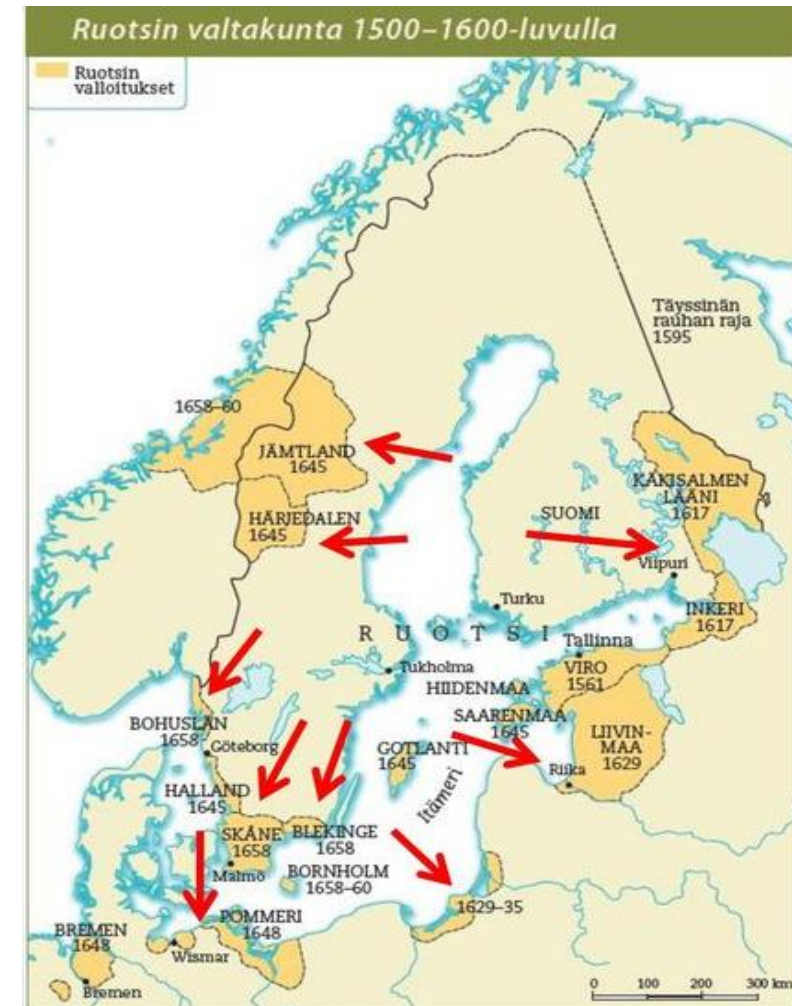 Ruotsin valtakunta 1500–1600-luvulla
Ruotsin
valloitukset
Täyssinän
rauhan raja
1595
1658–60
JÄMTLAND
1645
HÄRJEDALEN
1645
KÄKISALMEN
LÄÄNI
1617
SUOMI
Viipuri
Turku
INKERI
1617
RUOTSI
Tallinna
Tukholma
VIRO
1561
HIIDENMAA
SAARENMAA
1645
LIIVIN-
MAA
1629
BOHUSLÄN
1658
Göteborg
GOTLANTI
1645
Riika
HALLAND
1645
Itämeri
SKÅNE
1658
BLEKINGE
1658
Malmö
BORNHOLM
1658–60
1629–35
POMMERI
1648
BREMEN
1648
Wismar
Bremen
0 100 200 300 km